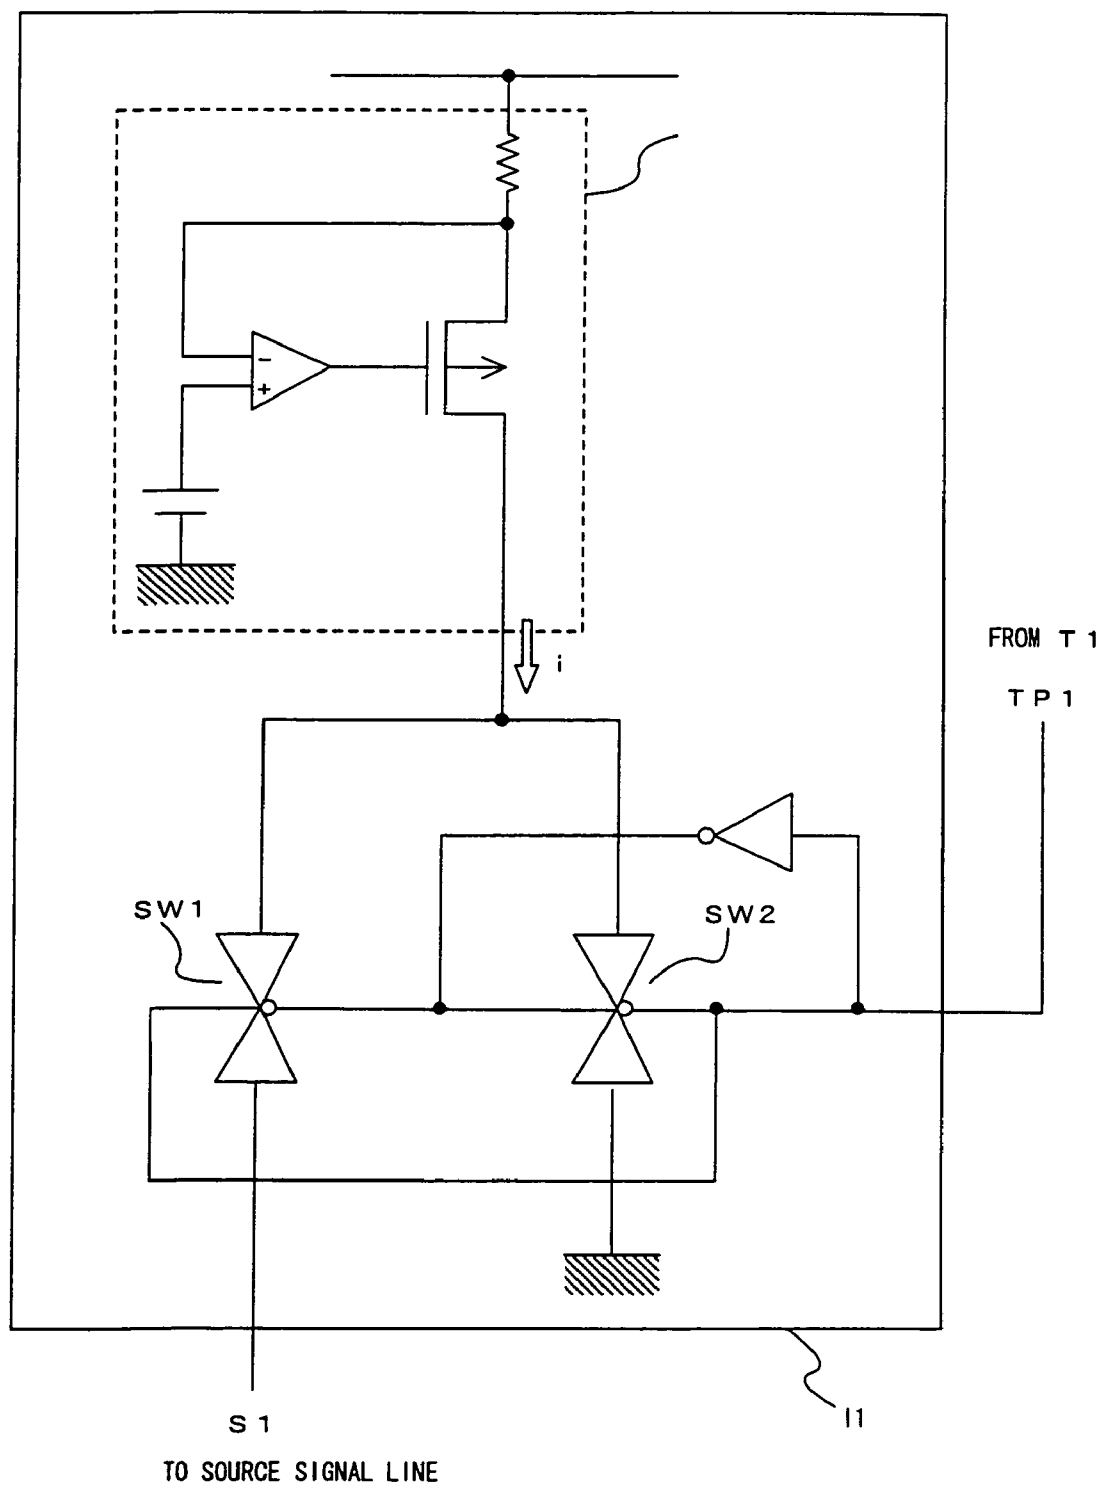 −
+
i
FROM T1
TP1
SW1
SW2
S1
TO SOURCE SIGNAL LINE
I1